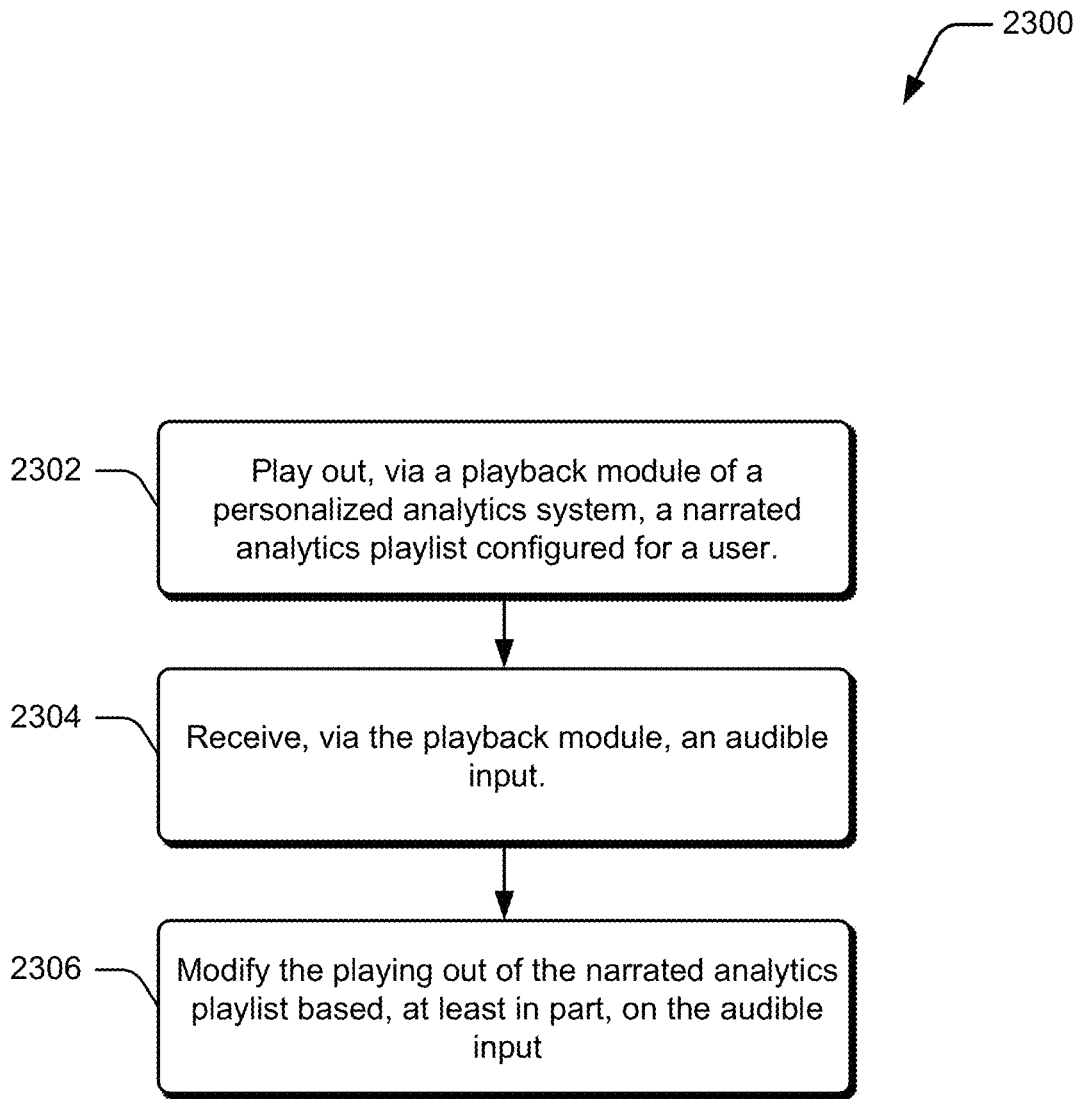 2300
2302
Play out, via a playback module of a
personalized analytics system, a narrated
analytics playlist configured for a user.
2304
Receive, via the playback module, an audible
input.
2306
Modify the playing out of the narrated analytics
playlist based, at least in part, on the audible
input